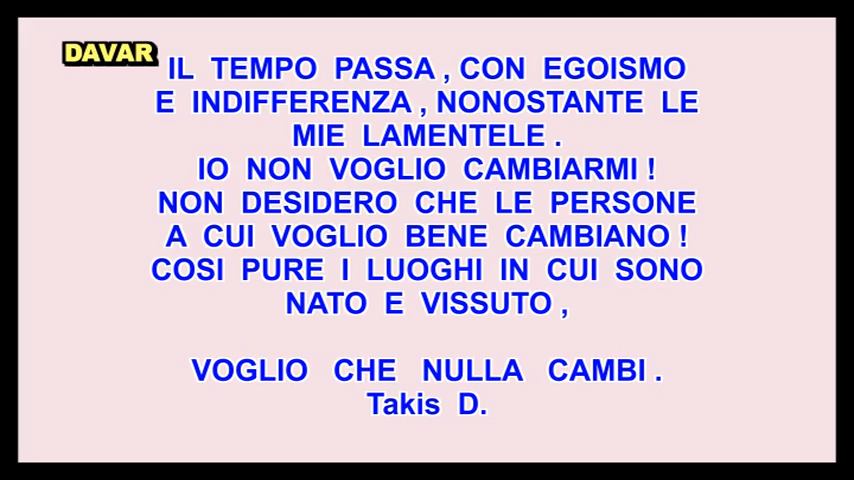 DAVAR
IL TEMPO PASSA , CON EGOISMO
E INDIFFERENZA , NONOSTANTE LE
MIE LAMENTELE .
IO NON VOGLIO CAMBIARMI !
NON DESIDERO CHE LE PERSONE
A CUI VOGLIO BENE CAMBIANO !
COSI PURE I LUOGHI IN CUI SONO
NATO E VISSUTO ,
VOGLIO CHE NULLA CAMBI .
Takis D.